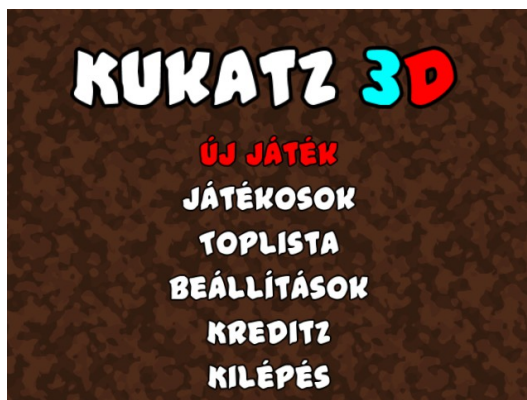 KUKATZ 3D
ÚJ JÁTÉK
JÁTÉKOSOK
TOPLISTA
BEÁLLÍTÁSOK
KREDITZ
KILÉPÉS